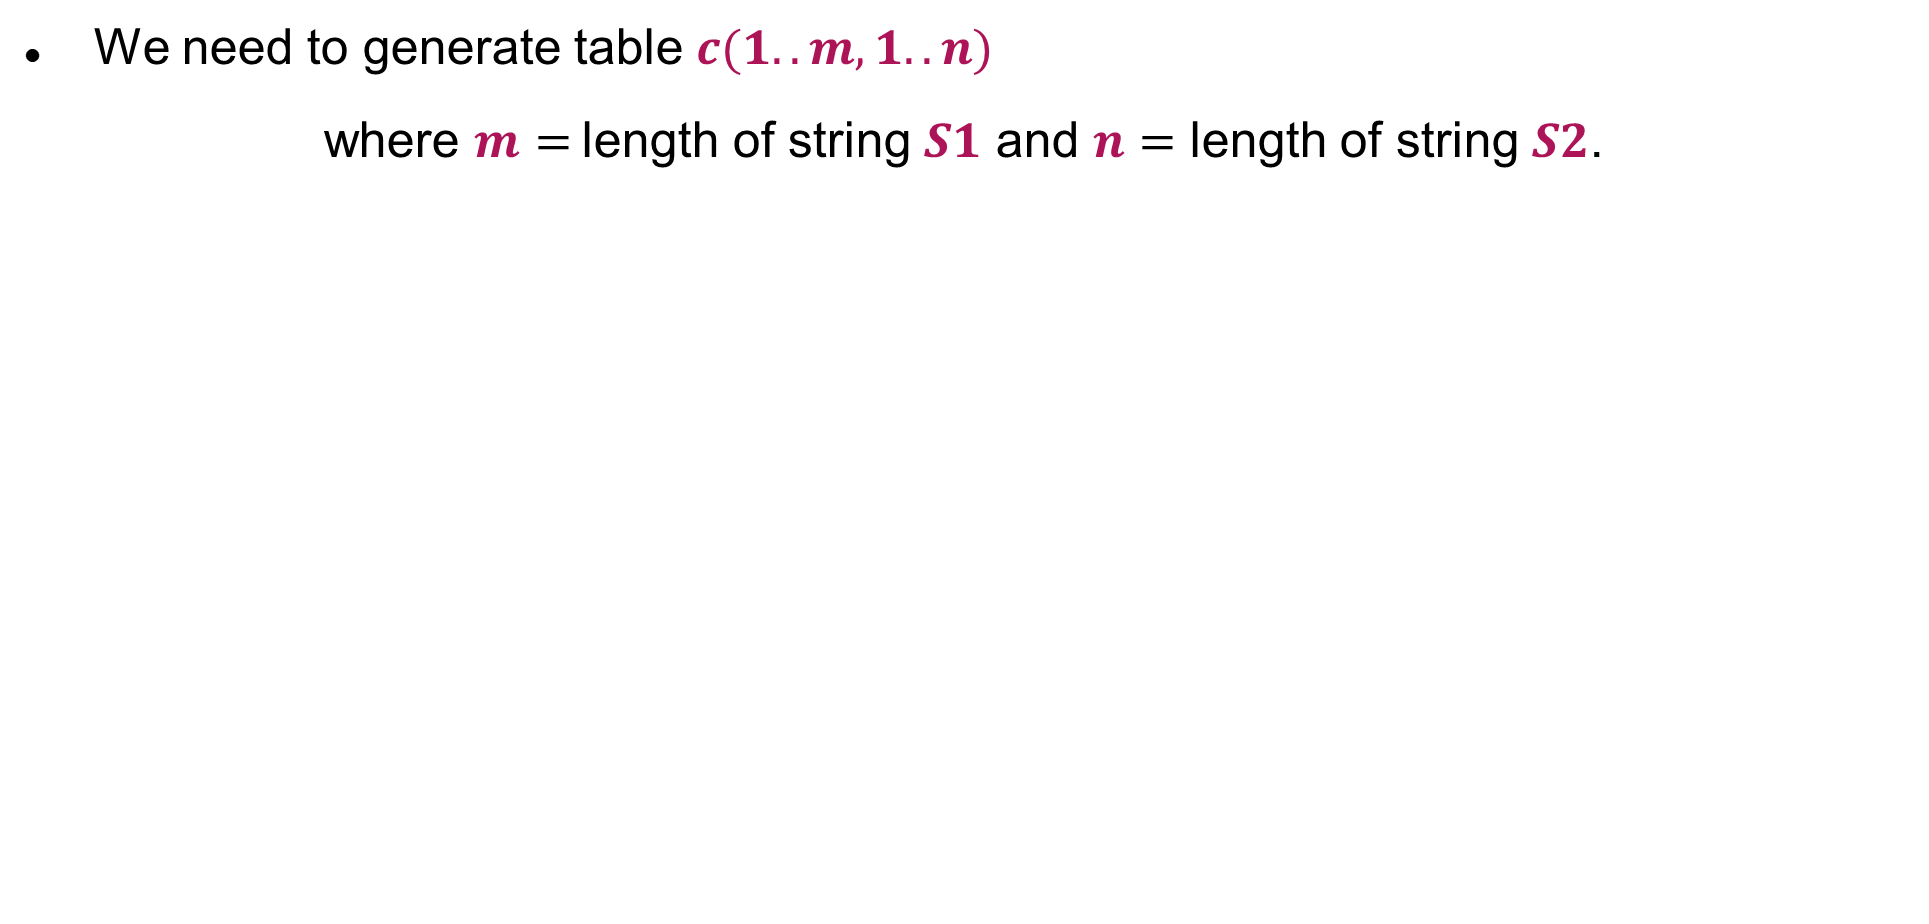 • We need to generate table c(1..m, 1..n)
where m = length of string S1 and n = length of string S2.